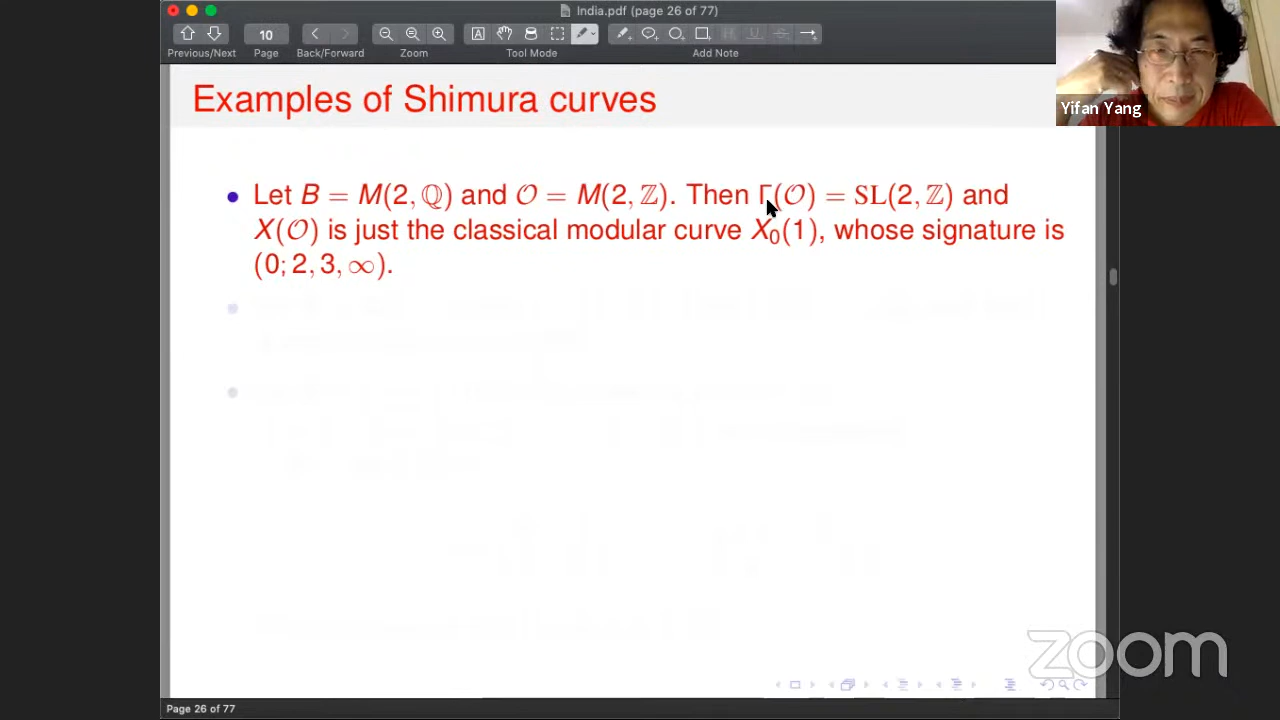 India.pdf (page 26 of 77)
10
Previous/Next Page Back/Forward Zoom Tool Mode Add Note
Yifan Yang
Examples of Shimura curves
• Let B = M(2, ℚ) and 𝒪 = M(2, ℤ). Then Γ(𝒪) = SL(2, ℤ) and
X(𝒪) is just the classical modular curve X₀(1), whose signature is
(0; 2, 3, ∞).
zoom
Page 26 of 77